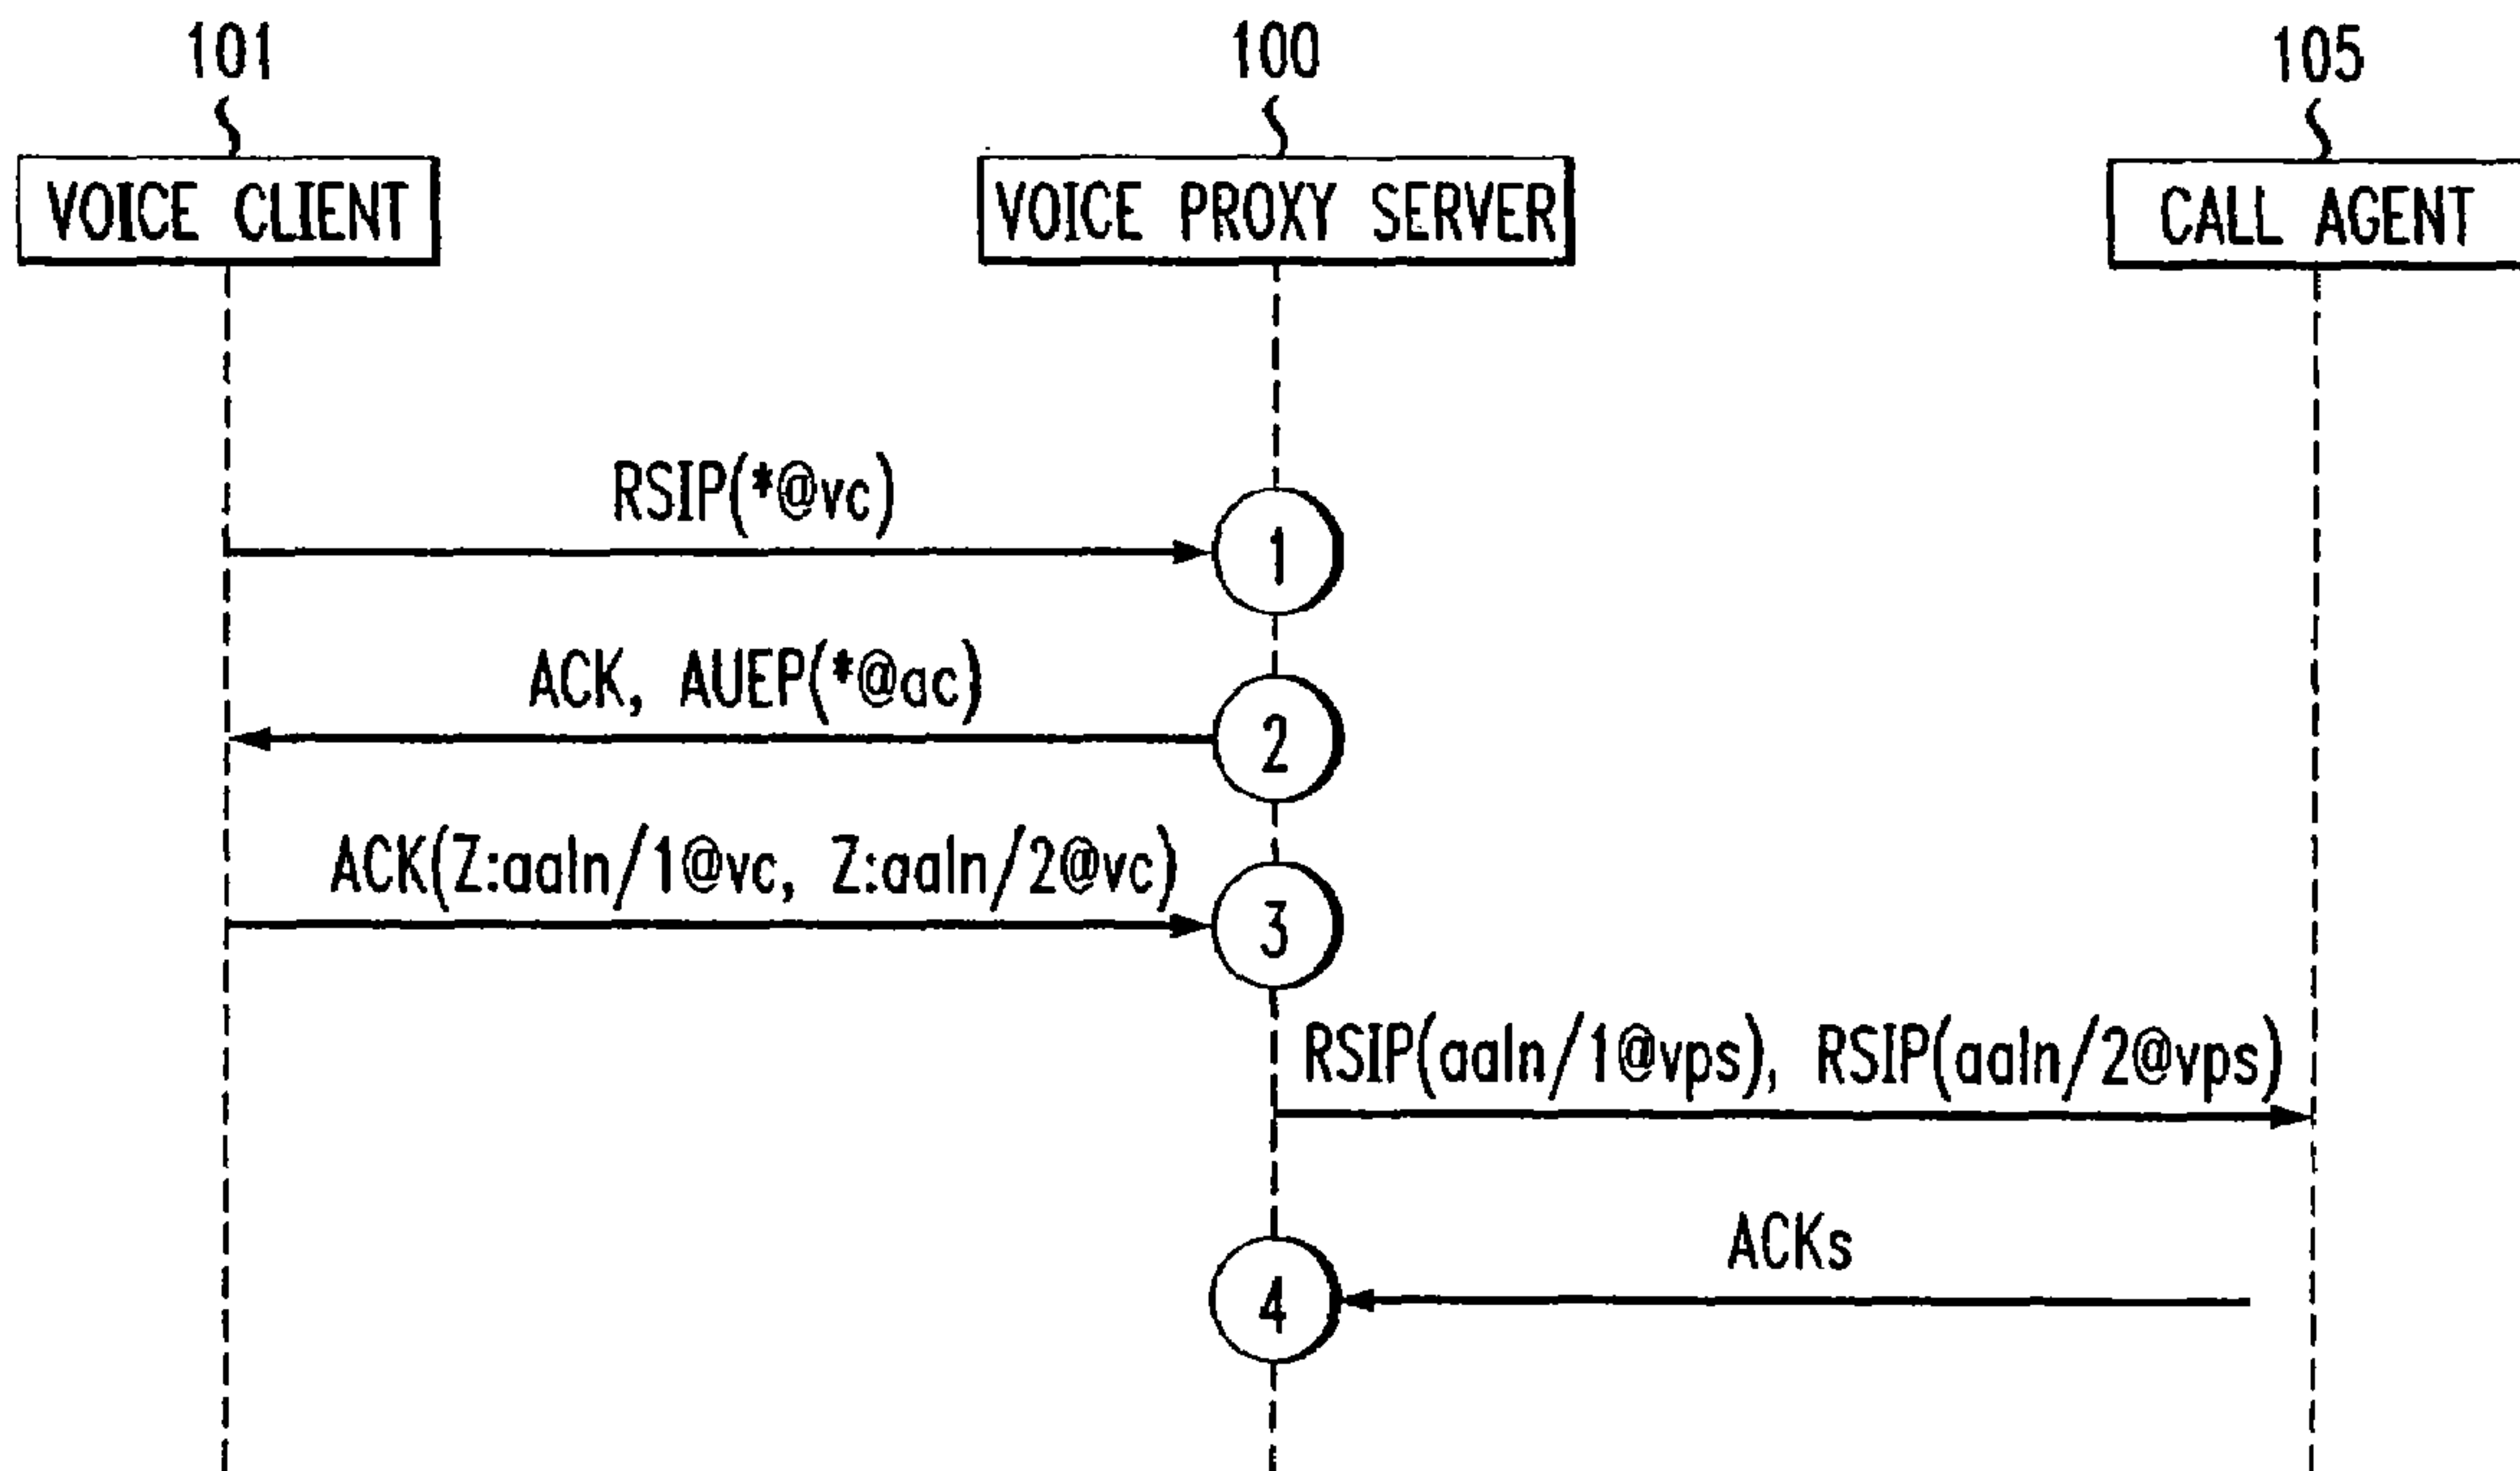 101
100
105
VOICE CLIENT
VOICE PROXY SERVER
CALL AGENT
RSIP(*@vc)
1
ACK, AUEP(*@ac)
2
ACK(Z:aaln/1@vc, Z:aaln/2@vc)
3
RSIP(aaln/1@vps), RSIP(aaln/2@vps)
ACKs
4